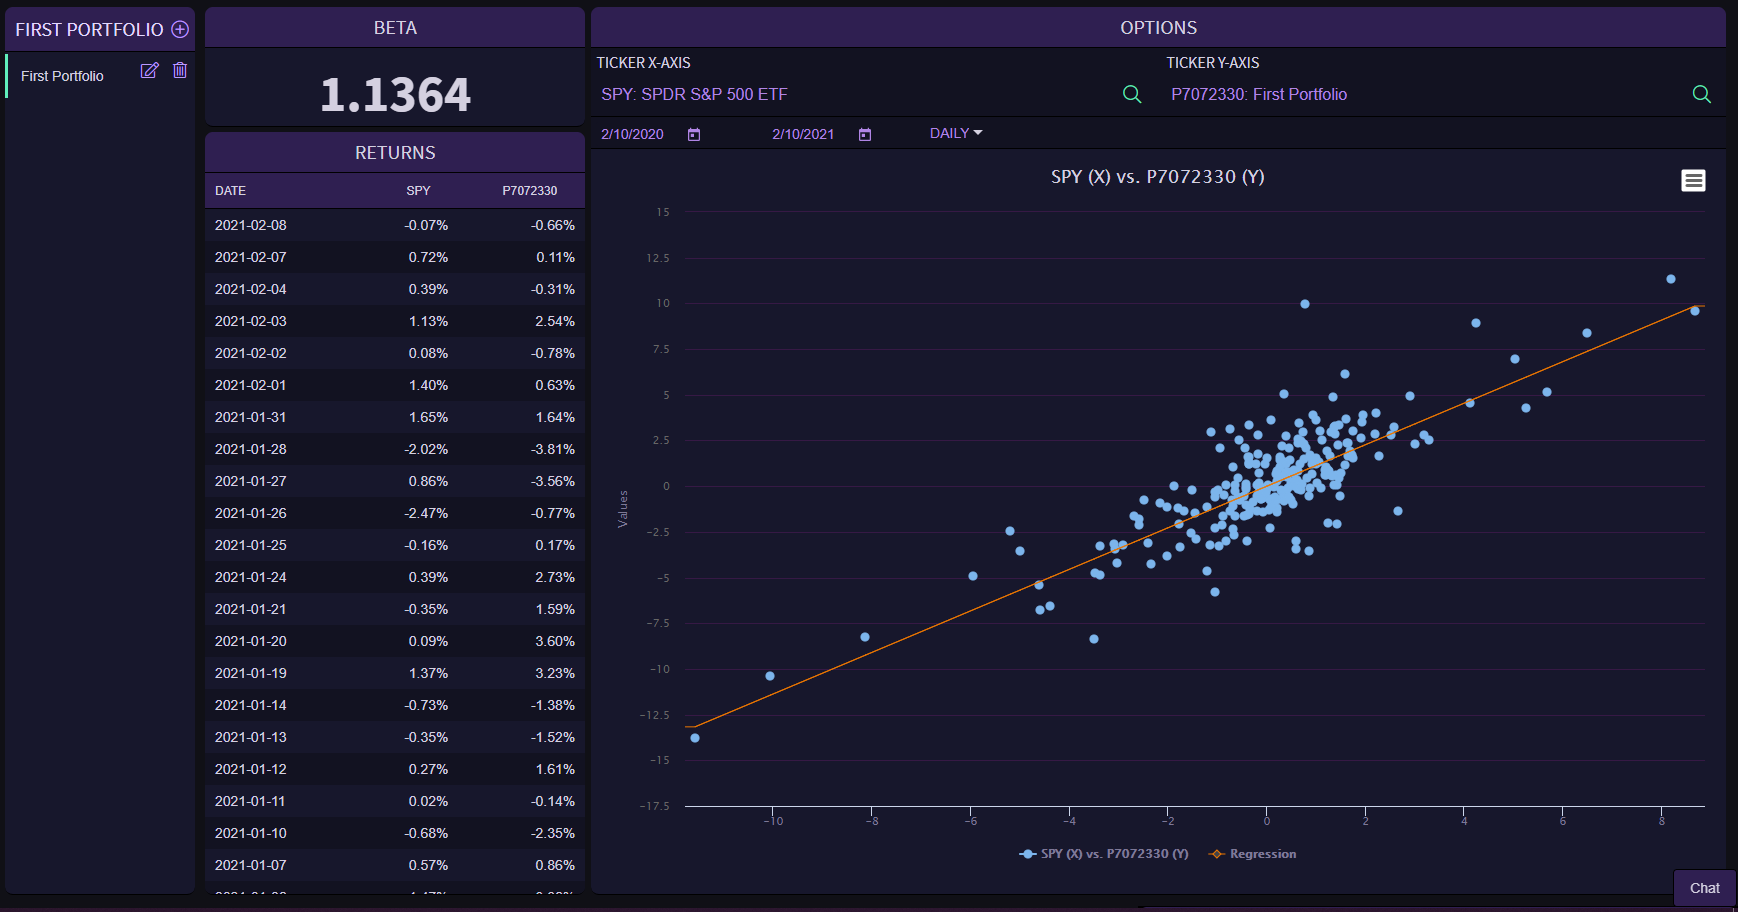 FIRST PORTFOLIO
First Portfolio
BETA
1.1364
RETURNS
DATE SPY P7072330
2021-02-08 -0.07% -0.66%
2021-02-07 0.72% 0.11%
2021-02-04 0.39% -0.31%
2021-02-03 1.13% 2.54%
2021-02-02 0.08% -0.78%
2021-02-01 1.40% 0.63%
2021-01-31 1.65% 1.64%
2021-01-28 -2.02% -3.81%
2021-01-27 0.86% -3.56%
2021-01-26 -2.47% -0.77%
2021-01-25 -0.16% 0.17%
2021-01-24 0.39% 2.73%
2021-01-21 -0.35% 1.59%
2021-01-20 0.09% 3.60%
2021-01-19 1.37% 3.23%
2021-01-14 -0.73% -1.38%
2021-01-13 -0.35% -1.52%
2021-01-12 0.27% 1.61%
2021-01-11 0.02% -0.14%
2021-01-10 -0.68% -2.35%
2021-01-07 0.57% 0.86%
OPTIONS
TICKER X-AXIS TICKER Y-AXIS
SPY: SPDR S&P 500 ETF P7072330: First Portfolio
2/10/2020 2/10/2021 DAILY
SPY (X) vs. P7072330 (Y)
15
12.5
10
7.5
5
2.5
0
-2.5
-5
-7.5
-10
-12.5
-15
-17.5
Values
-10 -8 -6 -4 -2 0 2 4 6 8
SPY (X) vs. P7072330 (Y) Regression
Chat